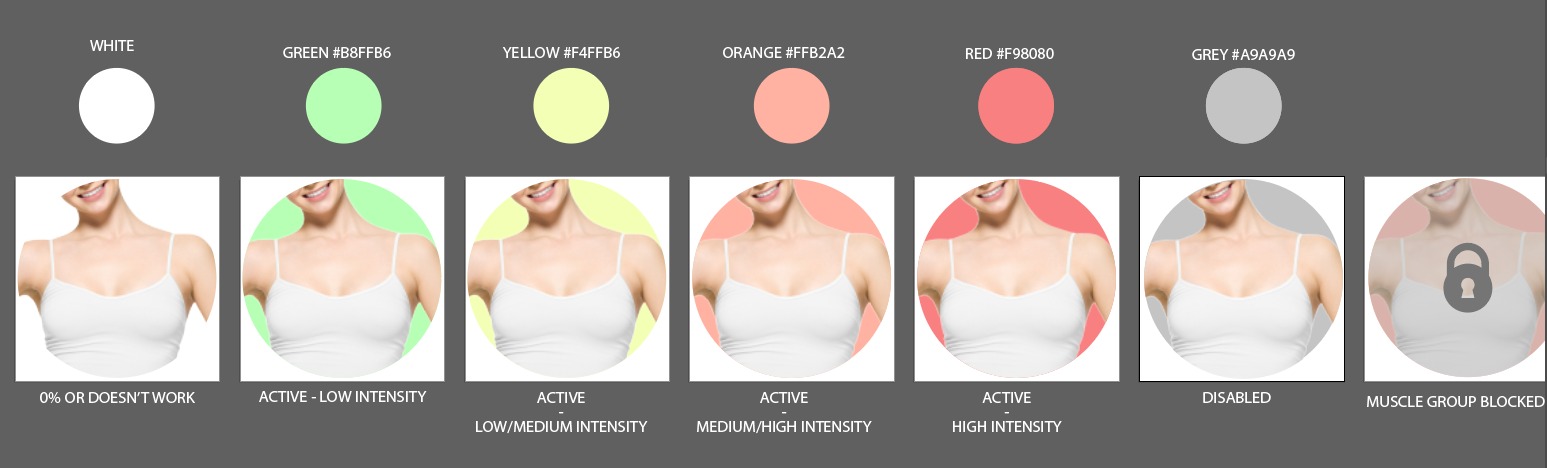 WHITE
GREEN #B8FFB6
YELLOW #F4FFB6
ORANGE #FFB2A2
RED #F98080
GREY #A9A9A9
0% OR DOESN'T WORK
ACTIVE - LOW INTENSITY
ACTIVE
-
LOW/MEDIUM INTENSITY
ACTIVE
-
MEDIUM/HIGH INTENSITY
ACTIVE
-
HIGH INTENSITY
DISABLED
MUSCLE GROUP BLOCKED